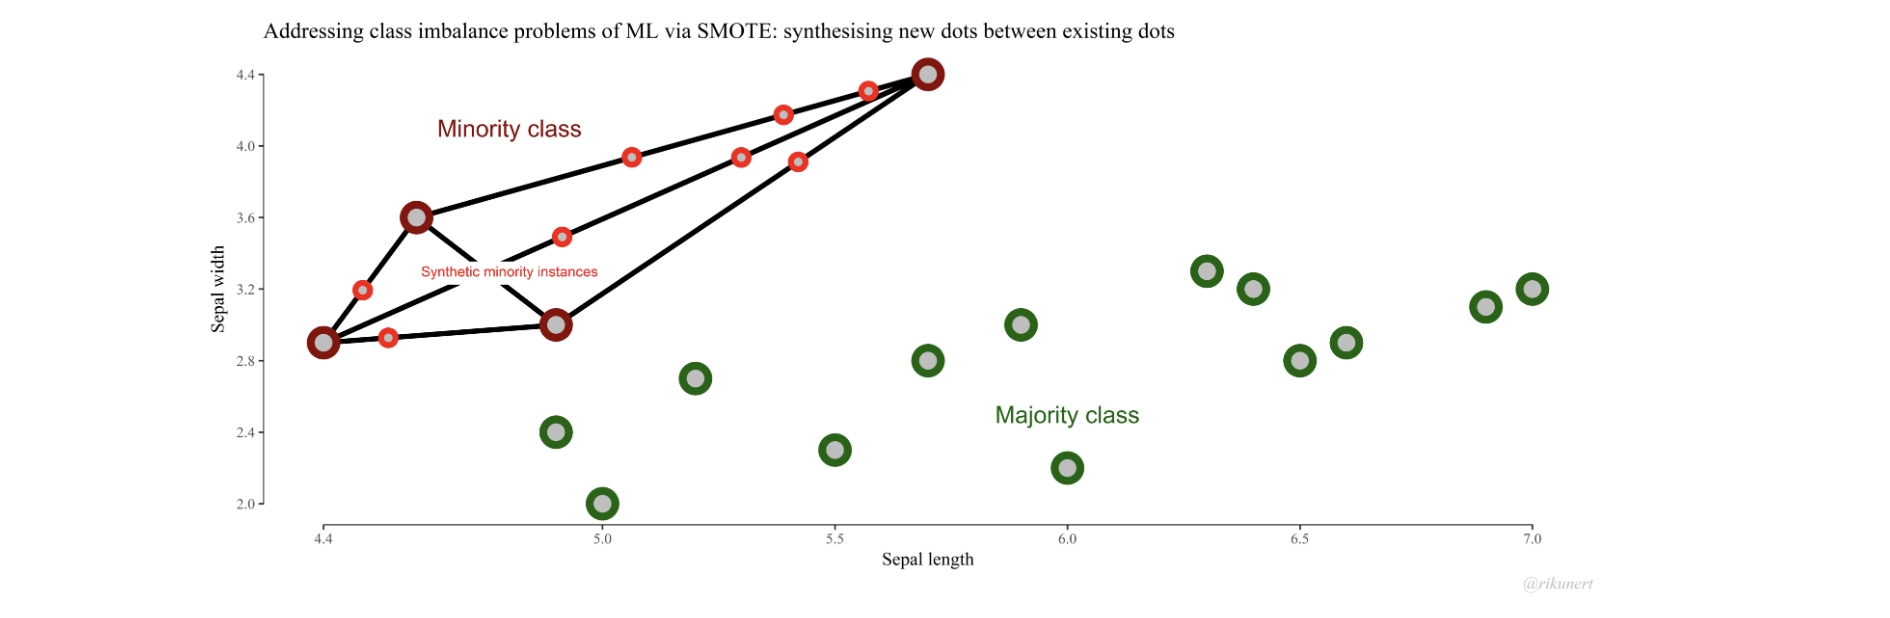 Addressing class imbalance problems of ML via SMOTE: synthesising new dots between existing dots
4.4
Minority class
4.0
3.6
Sepal width
Synthetic minority instances
3.2
2.8
Majority class
2.4
2.0
4.4 5.0 5.5 6.0 6.5 7.0
Sepal length
@rikunert